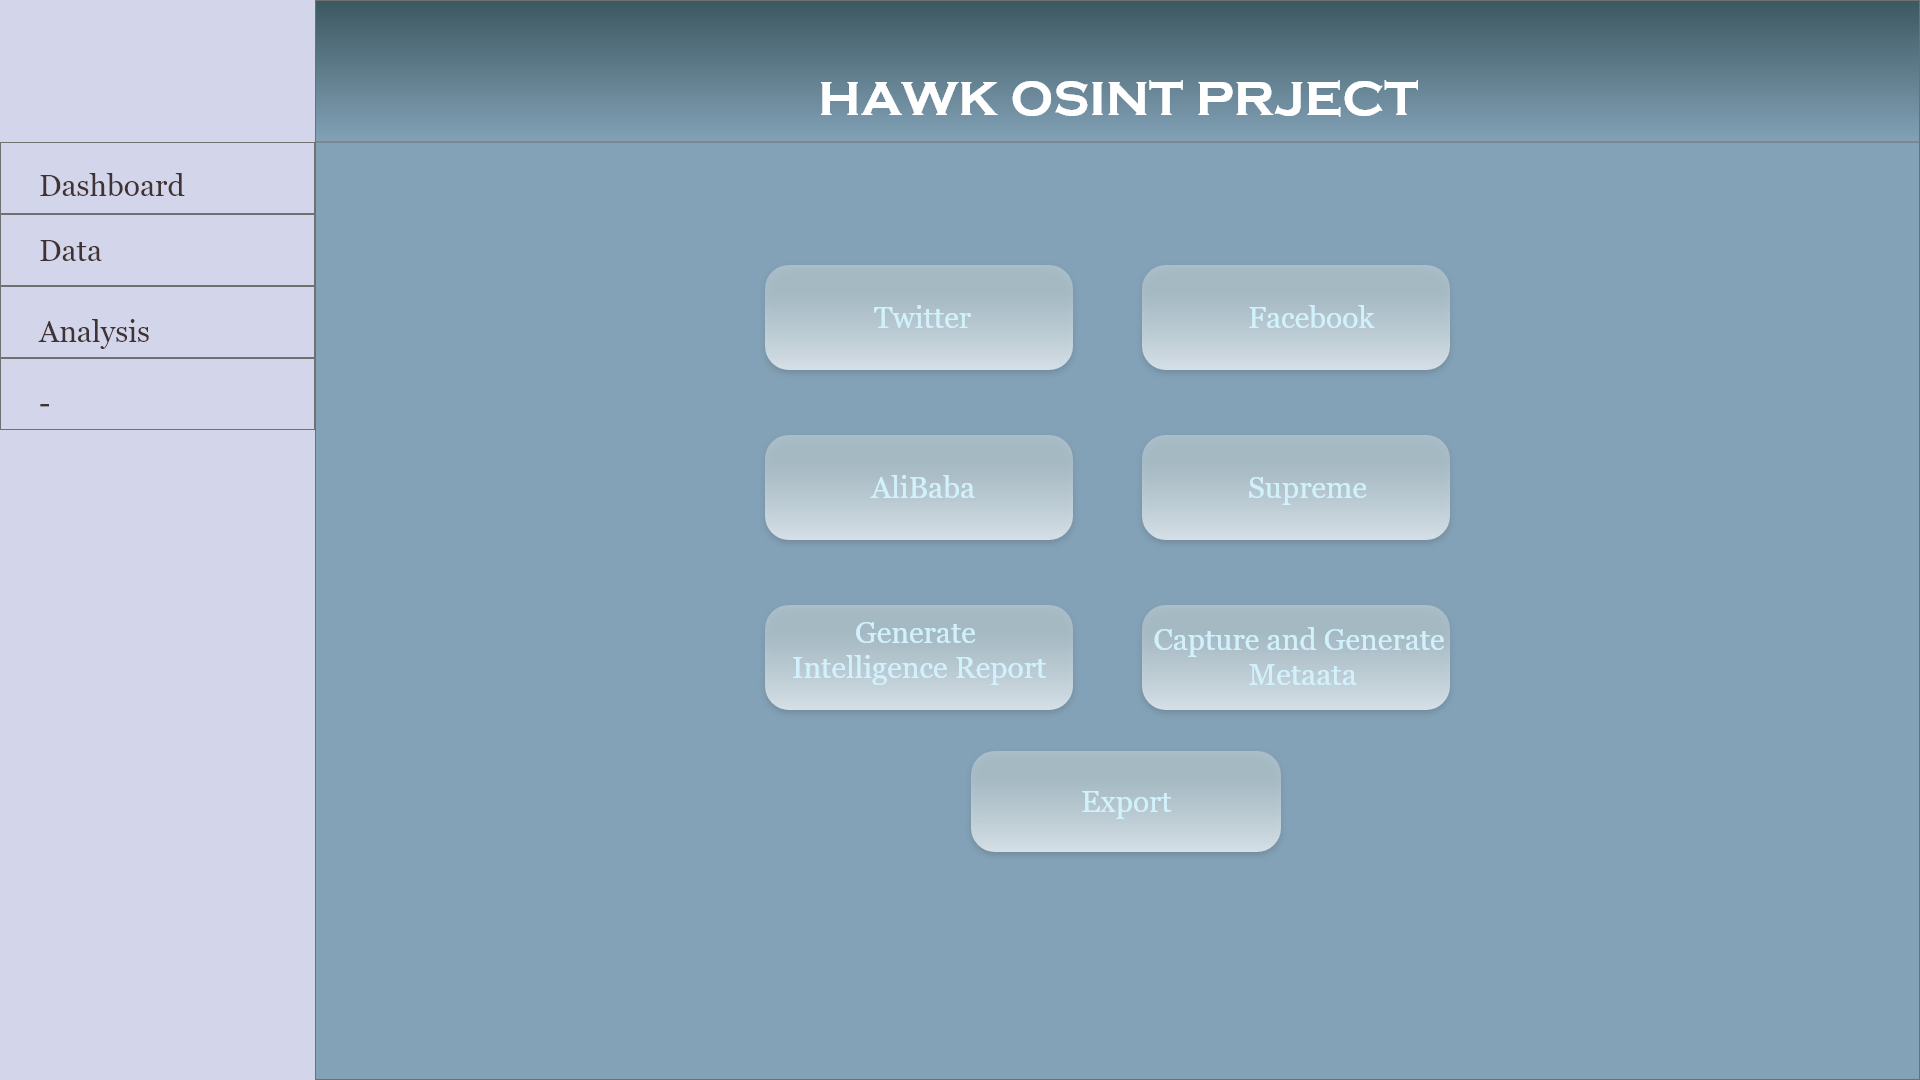 HAWK OSINT PRJECT
Dashboard
Data
Analysis
-
Twitter
Facebook
AliBaba
Supreme
Generate
Intelligence Report
Capture and Generate
Metaata
Export